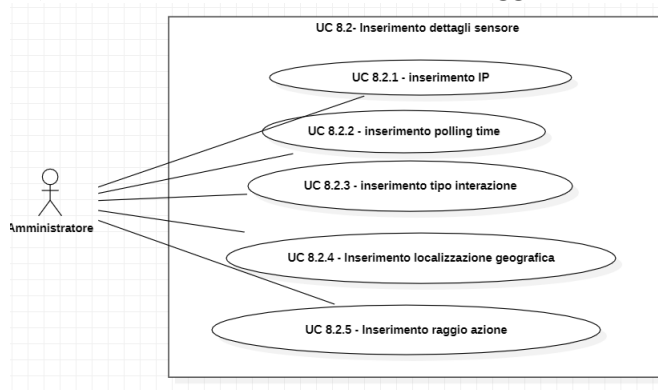 UC 8.2- Inserimento dettagli sensore
UC 8.2.1 - inserimento IP
UC 8.2.2 - inserimento polling time
UC 8.2.3 - inserimento tipo interazione
Amministratore
UC 8.2.4 - Inserimento localizzazione geografica
UC 8.2.5 - Inserimento raggio azione